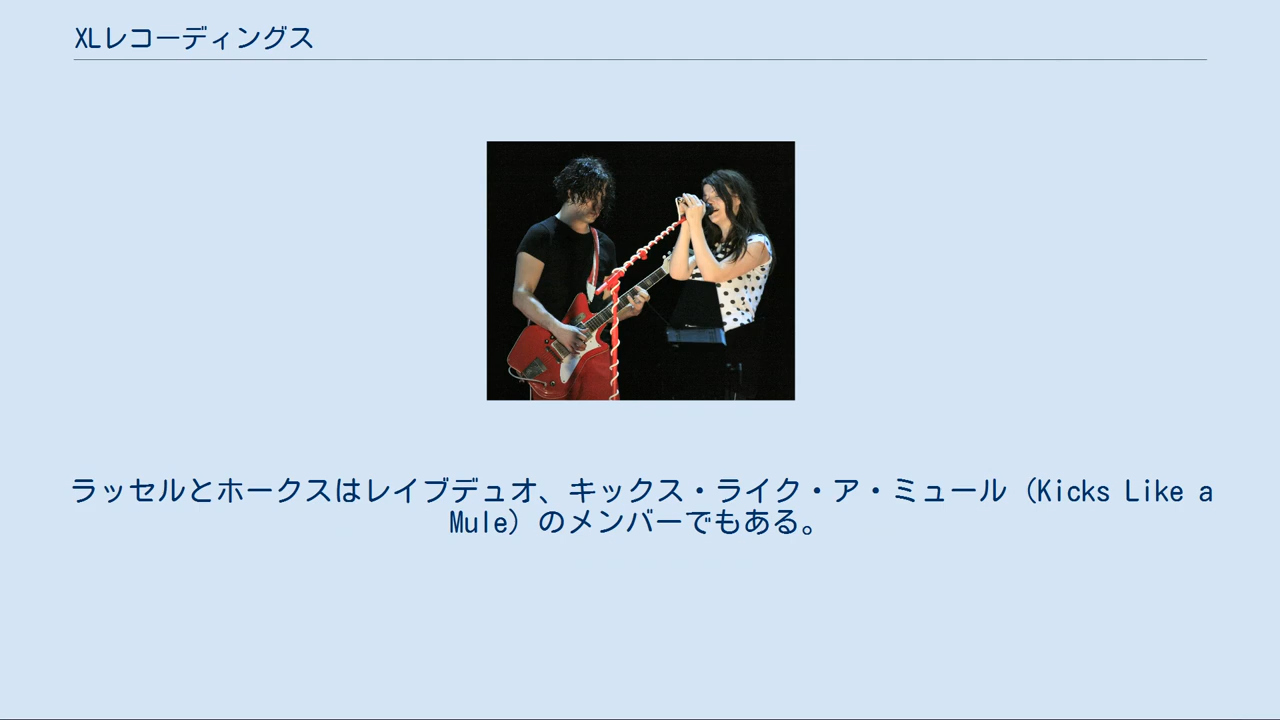 XLレコーディングス
ラッセルとホークスはレイブデュオ、キックス・ライク・ア・ミュール（Kicks Like a
Mule）のメンバーでもある。